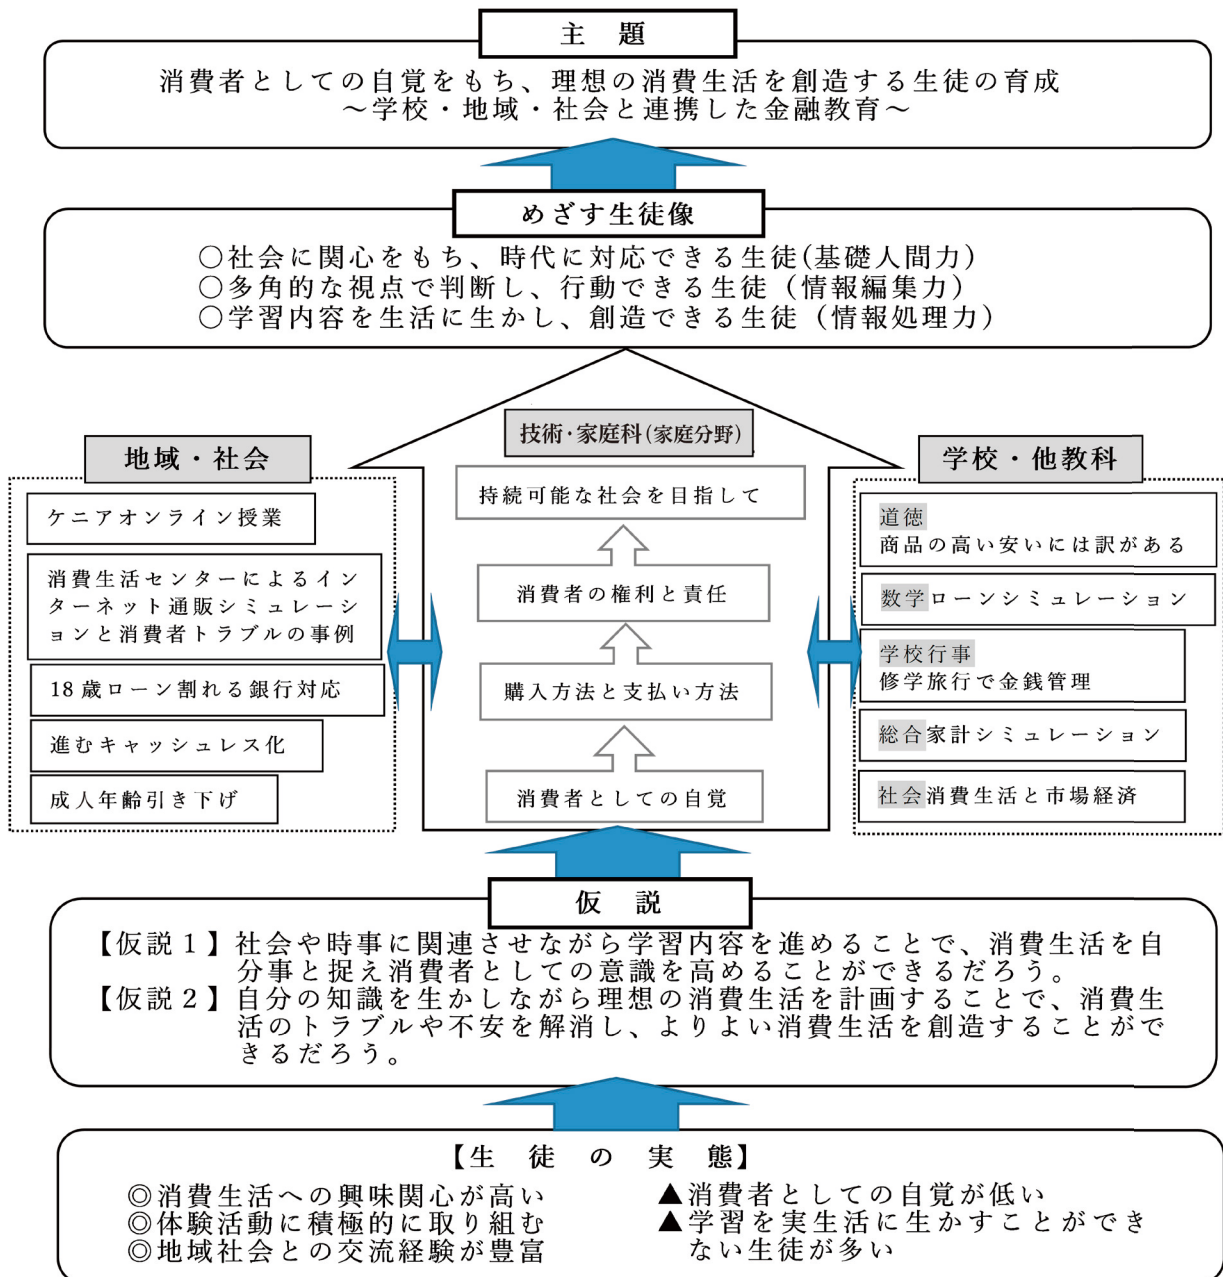 主 題
消費者としての自覚をもち、理想の消費生活を創造する生徒の育成
～学校・地域・社会と連携した金融教育～
めざす生徒像
○社会に関心をもち、時代に対応できる生徒(基礎人間力)
○多角的な視点で判断し、行動できる生徒（情報編集力）
○学習内容を生活に生かし、創造できる生徒（情報処理力）
地域・社会
ケニアオンライン授業
消費生活センターによるイン
ターネット通販シミュレーシ
ョンと消費者トラブルの事例
18歳ローン割れる銀行対応
進むキャッシュレス化
成人年齢引き下げ
技術・家庭科(家庭分野)
持続可能な社会を目指して
消費者の権利と責任
購入方法と支払い方法
消費者としての自覚
学校・他教科
道徳
商品の高い安いには訳がある
数学ローンシミュレーション
学校行事
修学旅行で金銭管理
総合家計シミュレーション
社会消費生活と市場経済
仮 説
【仮説１】社会や時事に関連させながら学習内容を進めることで、消費生活を自
分事と捉え消費者としての意識を高めることができるだろう。
【仮説２】自分の知識を生かしながら理想の消費生活を計画することで、消費生
活のトラブルや不安を解消し、よりよい消費生活を創造することがで
きるだろう。
【生 徒 の 実 態】
◎消費生活への興味関心が高い
◎体験活動に積極的に取り組む
◎地域社会との交流経験が豊富
▲消費者としての自覚が低い
▲学習を実生活に生かすことができ
ない生徒が多い